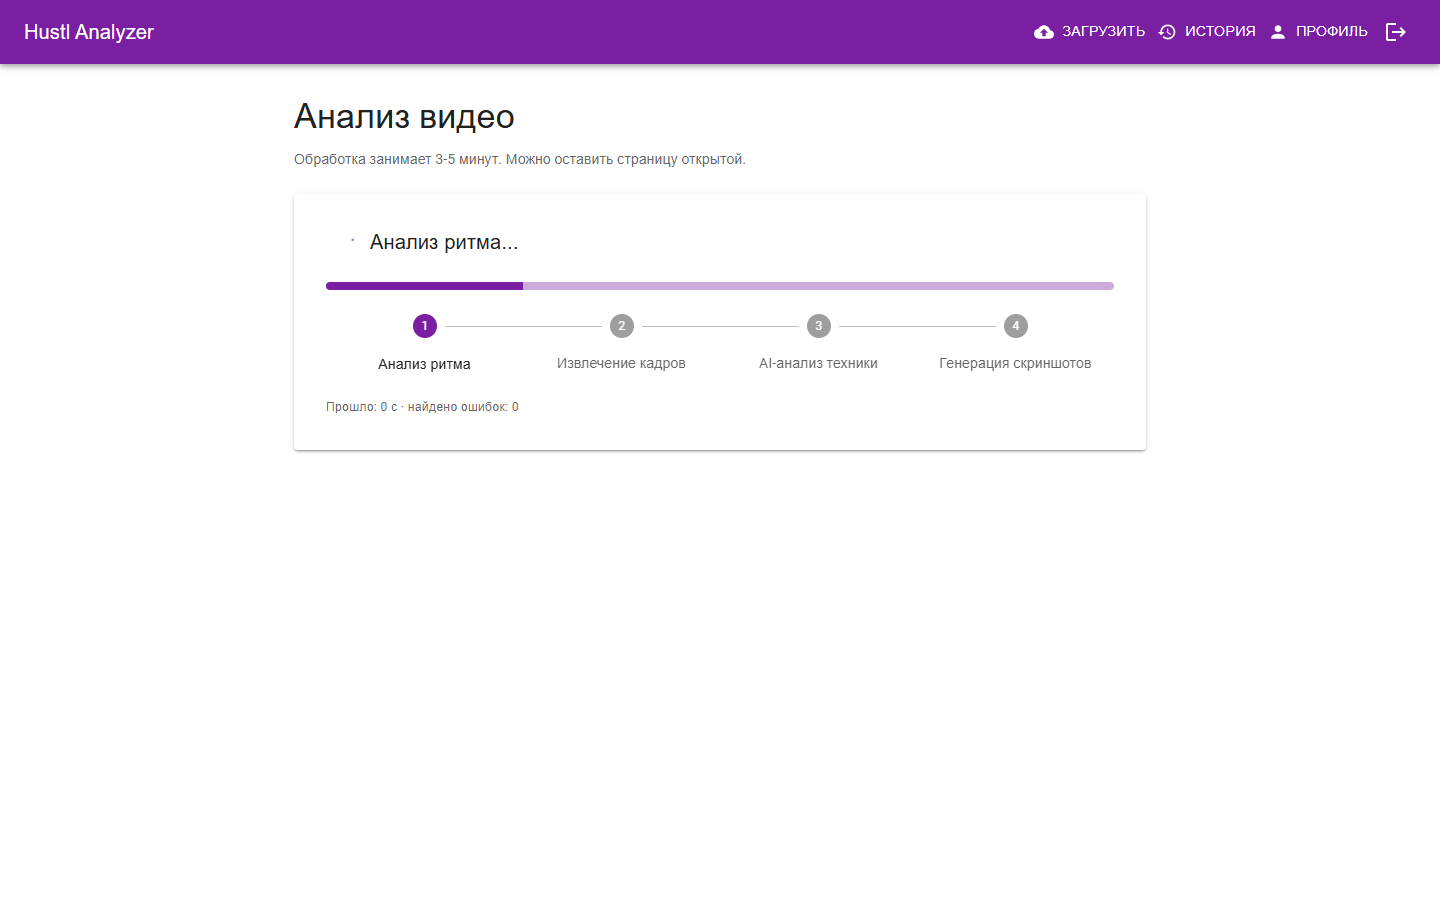 Hustl Analyzer
ЗАГРУЗИТЬ ИСТОРИЯ ПРОФИЛЬ
Анализ видео
Обработка занимает 3-5 минут. Можно оставить страницу открытой.
Анализ ритма...
1 2 3 4
Анализ ритма Извлечение кадров AI-анализ техники Генерация скриншотов
Прошло: 0 с · найдено ошибок: 0